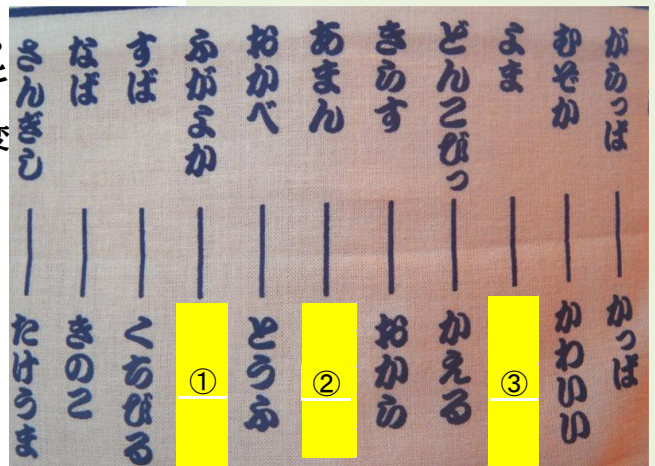 がらっぱ ― かっぱ
むぞか ― かわいい
よま ― ③
どんこびっ ― かえる
きらす ― おから
あまん ― ②
おかべ ― とうふ
ふがよか ― ①
すば ― くちびる
なば ― きのこ
さんぎし ― たけうま